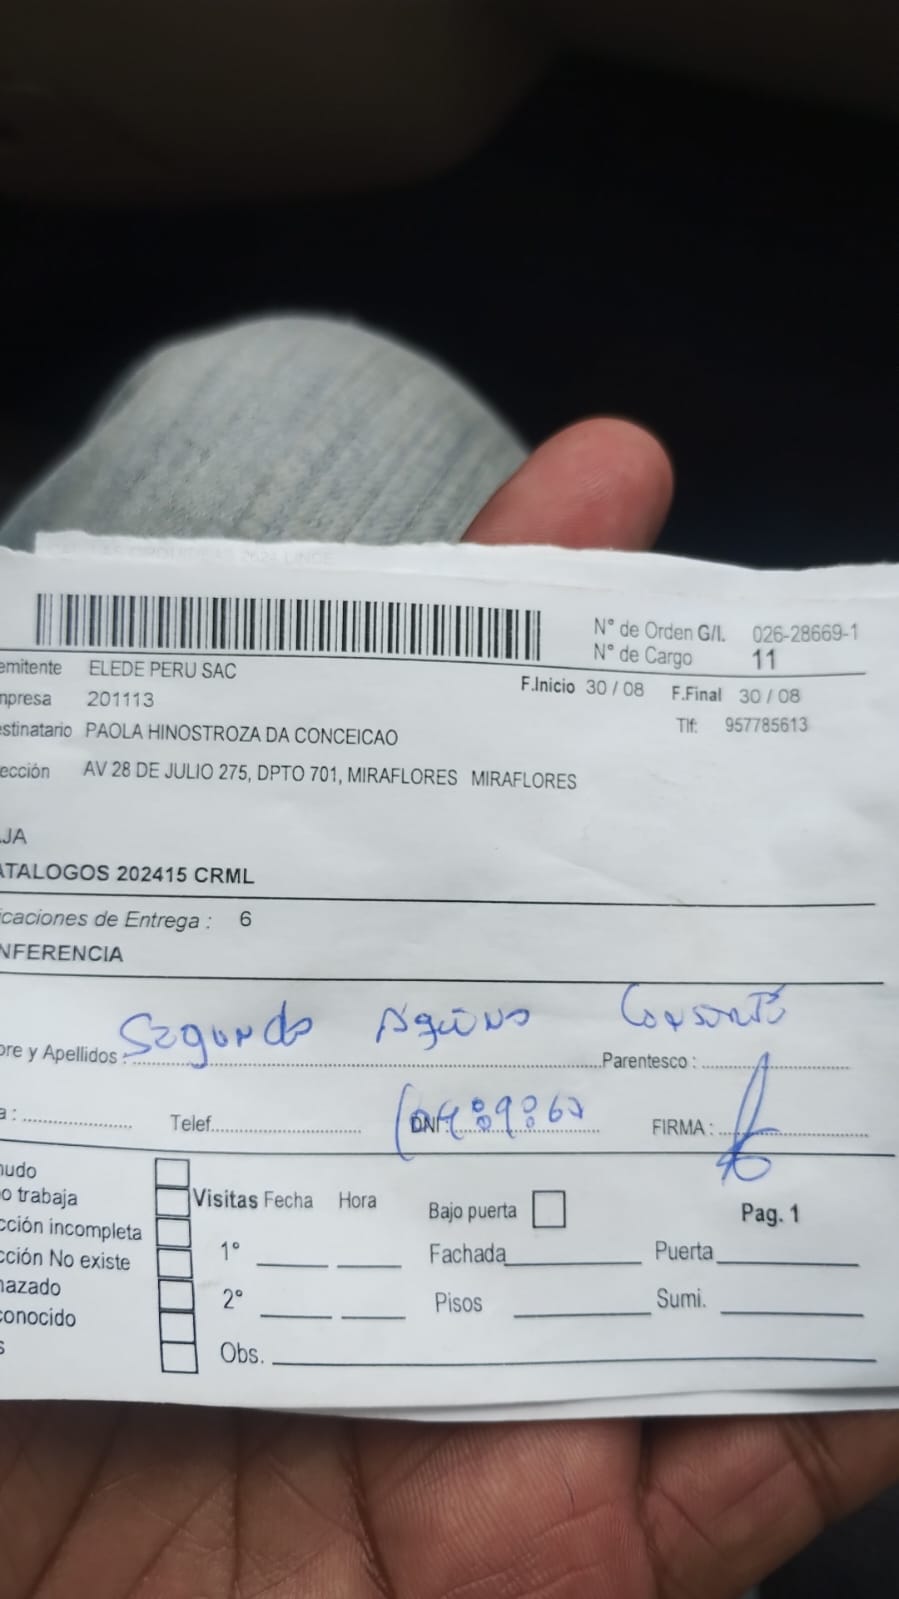 N° de Orden G/I. 026-28669-1
N° de Cargo 11
emitente ELEDE PERU SAC
F.Inicio 30 / 08 F.Final 30 / 08
npresa 201113
Tlf: 957785613
estinatario PAOLA HINOSTROZA DA CONCEICAO
ección AV 28 DE JULIO 275, DPTO 701, MIRAFLORES MIRAFLORES
JA
ATALOGOS 202415 CRML
icaciones de Entrega : 6
NFERENCIA
Segundo
bre y Apellidos : Parentesco :
a : Telef. DNI FIRMA :
nudo
o trabaja Visitas Fecha Hora Bajo puerta Pag. 1
cción incompleta 1° Fachada Puerta
cción No existe
hazado 2° Pisos Sumi.
conocido
s Obs.